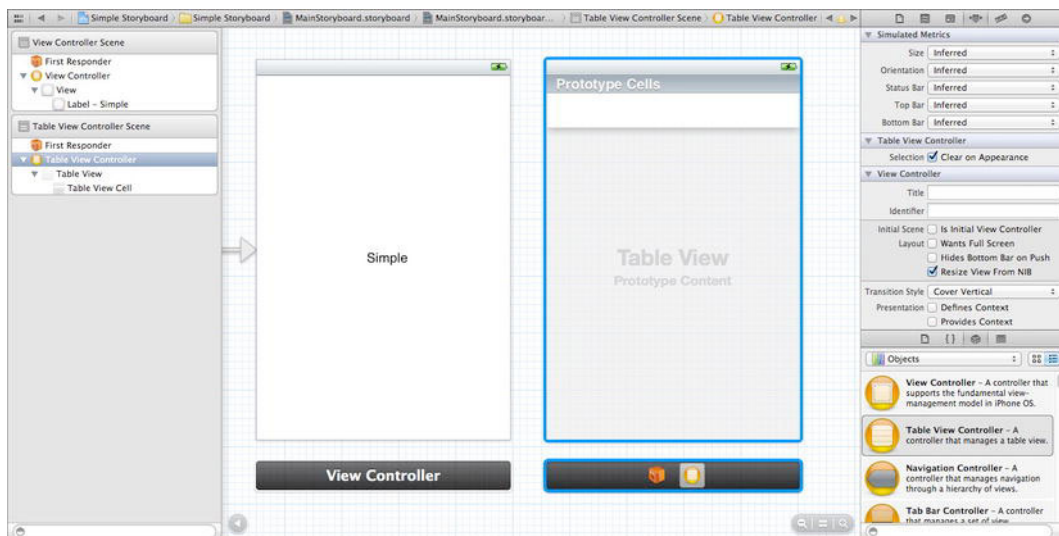 Simple Storyboard
Simple Storyboard
MainStoryboard.storyboard
MainStoryboard.storyboar...
Table View Controller Scene
Table View Controller
View Controller Scene
First Responder
View Controller
View
Label – Simple
Table View Controller Scene
First Responder
Table View Controller
Table View
Table View Cell
Simple
View Controller
Prototype Cells
Table View
Prototype Content
Simulated Metrics
Size Inferred
Orientation Inferred
Status Bar Inferred
Top Bar Inferred
Bottom Bar Inferred
Table View Controller
Selection Clear on Appearance
View Controller
Title
Identifier
Initial Scene Is Initial View Controller
Layout Wants Full Screen
Hides Bottom Bar on Push
Resize View From NIB
Transition Style Cover Vertical
Presentation Defines Context
Provides Context
Objects
View Controller – A controller that
supports the fundamental view-
management model in iPhone OS.
Table View Controller – A
controller that manages a table view.
Navigation Controller – A
controller that manages navigation
through a hierarchy of views.
Tab Bar Controller – A controller
that manages a set of view